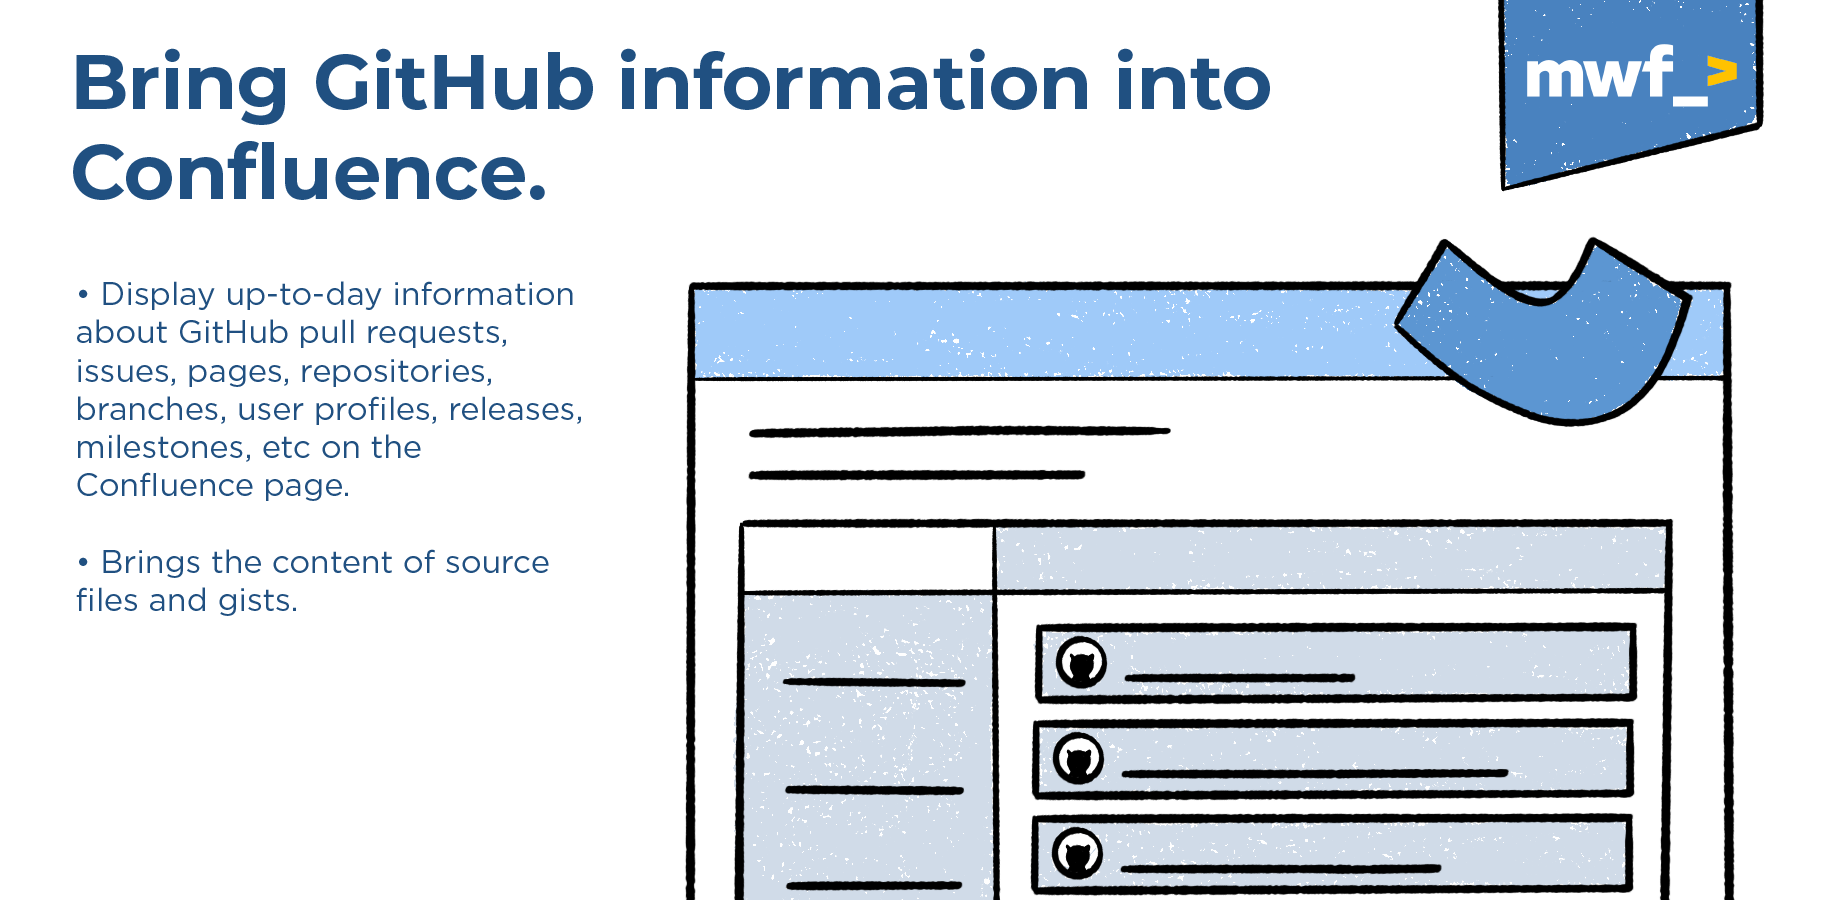 Bring GitHub information into
Confluence.
mwf_>
• Display up-to-day information
about GitHub pull requests,
issues, pages, repositories,
branches, user profiles, releases,
milestones, etc on the
Confluence page.
• Brings the content of source
files and gists.